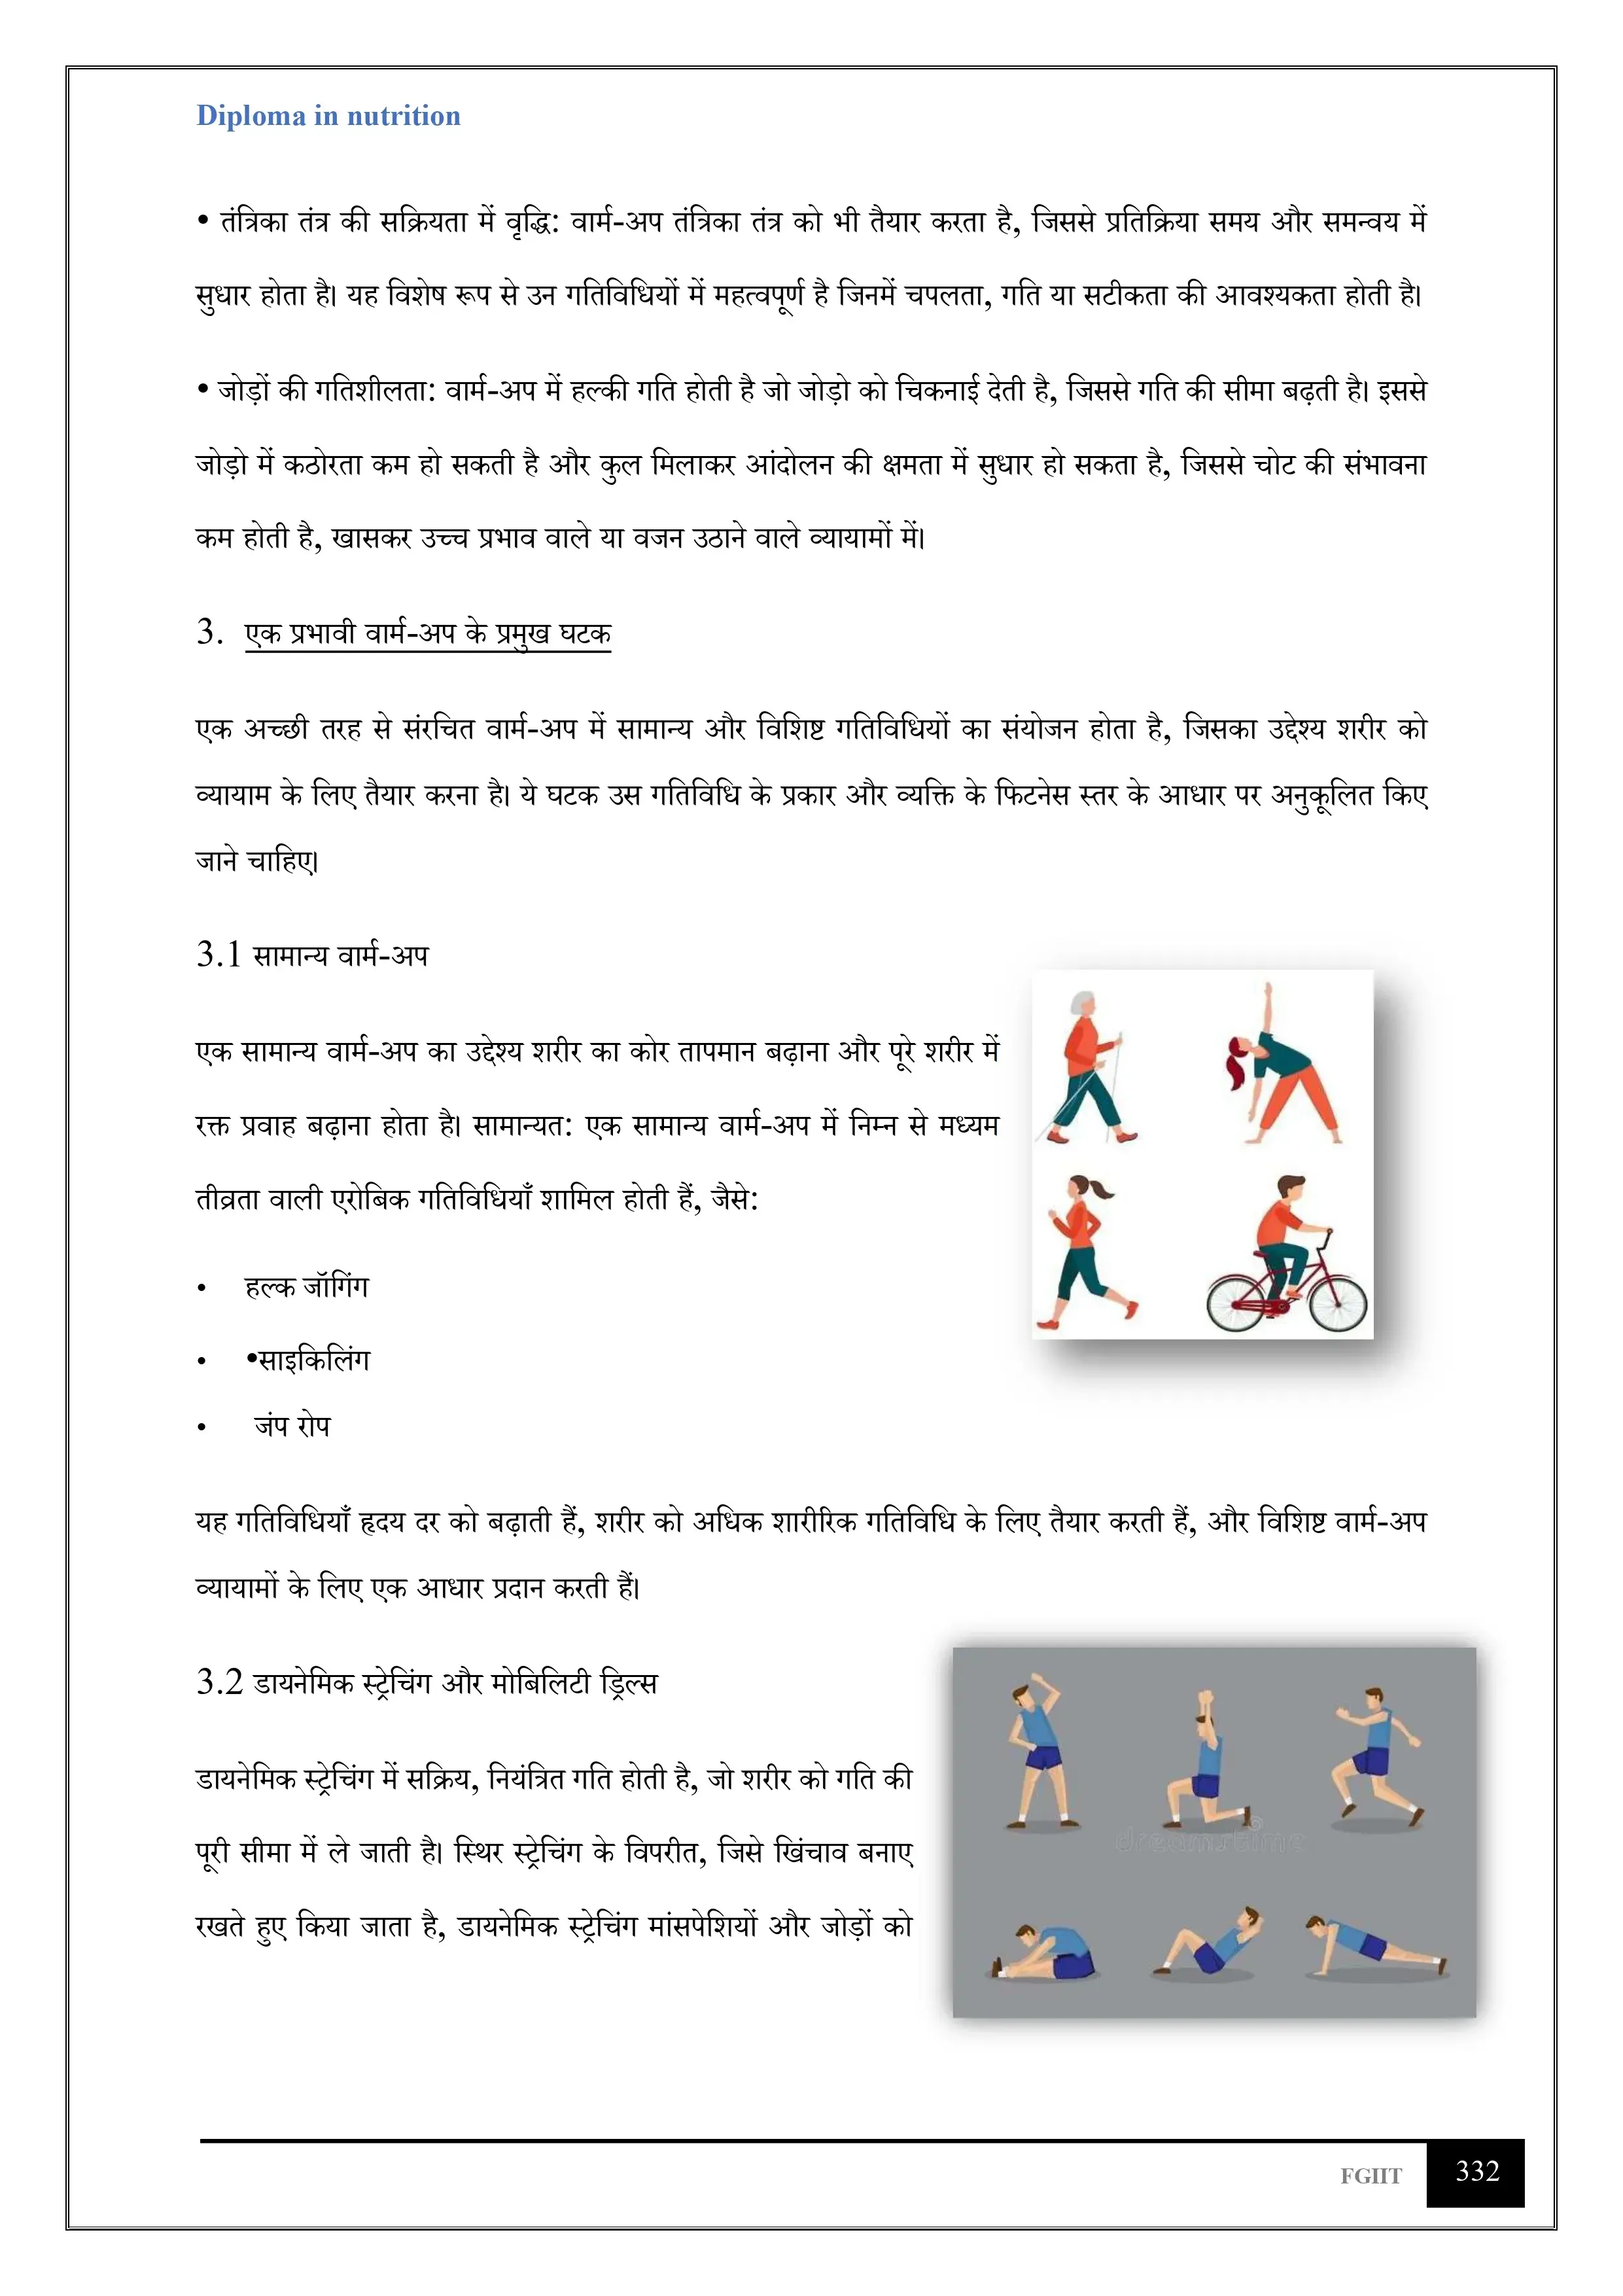 Diploma in nutrition
• तंत्रिका तंत्र की सक्रियता में वृद्धि: वार्म-अप तंत्रिका तंत्र को भी तैयार करता है, जिससे प्रतिक्रिया समय और समन्वय में
सुधार होता है। यह विशेष रूप से उन गतिविधियों में महत्वपूर्ण है जिनमें चपलता, गति या सटीकता की आवश्यकता होती है।
• जोड़ों की गतिशीलता: वार्म-अप में हल्की गति होती है जो जोड़ो को चिकनाई देती है, जिससे गति की सीमा बढ़ती है। इससे
जोड़ो में कठोरता कम हो सकती है और कुल मिलाकर आंदोलन की क्षमता में सुधार हो सकता है, जिससे चोट की संभावना
कम होती है, खासकर उच्च प्रभाव वाले या वजन उठाने वाले व्यायामों में।
3. एक प्रभावी वार्म-अप के प्रमुख घटक
एक अच्छी तरह से संरचित वार्म-अप में सामान्य और विशिष्ट गतिविधियों का संयोजन होता है, जिसका उद्देश्य शरीर को
व्यायाम के लिए तैयार करना है। ये घटक उस गतिविधि के प्रकार और व्यक्ति के फिटनेस स्तर के आधार पर अनुकूलित किए
जाने चाहिए।
3.1 सामान्य वार्म-अप
एक सामान्य वार्म-अप का उद्देश्य शरीर का कोर तापमान बढ़ाना और पूरे शरीर में
रक्त प्रवाह बढ़ाना होता है। सामान्यत: एक सामान्य वार्म-अप में निम्न से मध्यम
तीव्रता वाली एरोबिक गतिविधियाँ शामिल होती हैं, जैसे:
• हल्क जॉगिंग
• •साइकिलिंग
• जंप रोप
यह गतिविधियाँ हृदय दर को बढ़ाती हैं, शरीर को अधिक शारीरिक गतिविधि के लिए तैयार करती हैं, और विशिष्ट वार्म-अप
व्यायामों के लिए एक आधार प्रदान करती हैं।
3.2 डायनेमिक स्ट्रेचिंग और मोबिलिटी ड्रिल्स
डायनेमिक स्ट्रेचिंग में सक्रिय, नियंत्रित गति होती है, जो शरीर को गति की
पूरी सीमा में ले जाती है। स्थिर स्ट्रेचिंग के विपरीत, जिसे खिंचाव बनाए
रखते हुए किया जाता है, डायनेमिक स्ट्रेचिंग मांसपेशियों और जोड़ों को
dreamstime
FGIIT 332